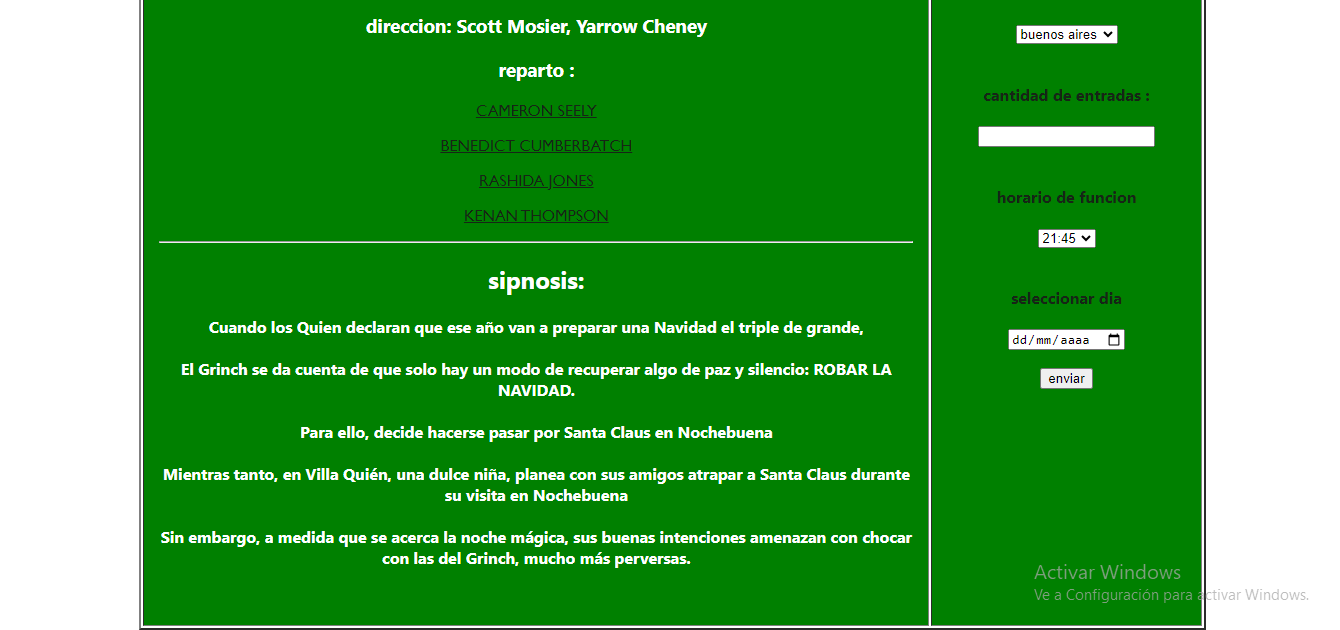 direccion: Scott Mosier, Yarrow Cheney
reparto :
CAMERON SEELY
BENEDICT CUMBERBATCH
RASHIDA JONES
KENAN THOMPSON
sipnosis:
Cuando los Quien declaran que ese año van a preparar una Navidad el triple de grande,
El Grinch se da cuenta de que solo hay un modo de recuperar algo de paz y silencio: ROBAR LA
NAVIDAD.
Para ello, decide hacerse pasar por Santa Claus en Nochebuena
Mientras tanto, en Villa Quién, una dulce niña, planea con sus amigos atrapar a Santa Claus durante
su visita en Nochebuena
Sin embargo, a medida que se acerca la noche mágica, sus buenas intenciones amenazan con chocar
con las del Grinch, mucho más perversas.
buenos aires
cantidad de entradas :
horario de funcion
21:45
seleccionar dia
dd/mm/aaaa
enviar
Activar Windows
Ve a Configuración para activar Windows.